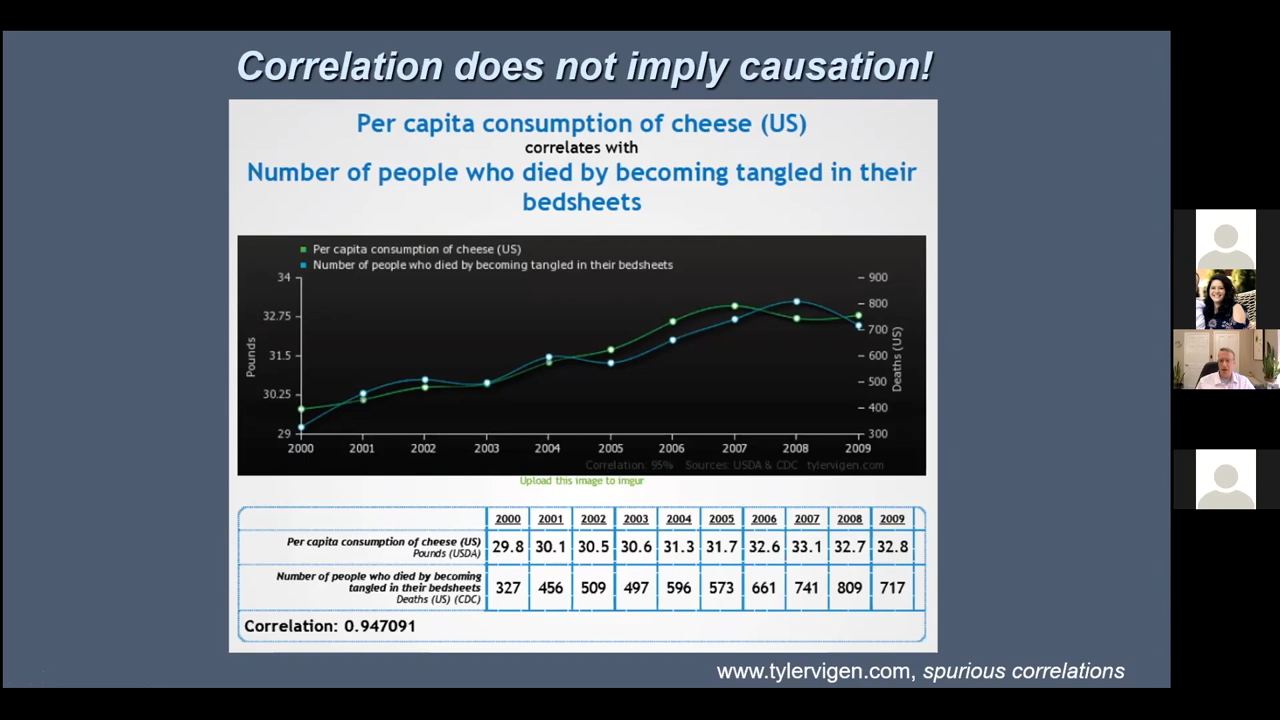 Correlation does not imply causation!
Per capita consumption of cheese (US)
correlates with
Number of people who died by becoming tangled in their
bedsheets
Per capita consumption of cheese (US)
Number of people who died by becoming tangled in their bedsheets
34
32.75
31.5
30.25
29
Pounds
900
800
700
600
500
400
300
Deaths (US)
2000 2001 2002 2003 2004 2005 2006 2007 2008 2009
Correlation: 95% Sources: USDA & CDC tylervigen.com
Upload this image to imgur
2000 2001 2002 2003 2004 2005 2006 2007 2008 2009
Per capita consumption of cheese (US)
Pounds (USDA)
29.8 30.1 30.5 30.6 31.3 31.7 32.6 33.1 32.7 32.8
Number of people who died by becoming
tangled in their bedsheets
Deaths (US) (CDC)
327 456 509 497 596 573 661 741 809 717
Correlation: 0.947091
www.tylervigen.com, spurious correlations